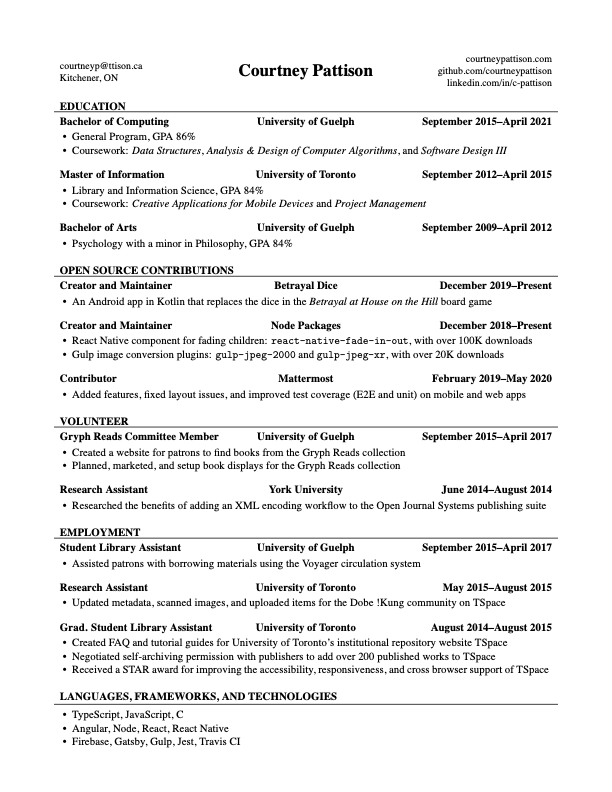 courtneyp@ttison.ca
Kitchener, ON
Courtney Pattison
courtneypattison.com
github.com/courtneypattison
linkedin.com/in/c-pattison
EDUCATION
Bachelor of Computing University of Guelph September 2015–April 2021
• General Program, GPA 86%
• Coursework: Data Structures, Analysis & Design of Computer Algorithms, and Software Design III
Master of Information University of Toronto September 2012–April 2015
• Library and Information Science, GPA 84%
• Coursework: Creative Applications for Mobile Devices and Project Management
Bachelor of Arts University of Guelph September 2009–April 2012
• Psychology with a minor in Philosophy, GPA 84%
OPEN SOURCE CONTRIBUTIONS
Creator and Maintainer Betrayal Dice December 2019–Present
• An Android app in Kotlin that replaces the dice in the Betrayal at House on the Hill board game
Creator and Maintainer Node Packages December 2018–Present
• React Native component for fading children: react-native-fade-in-out, with over 100K downloads
• Gulp image conversion plugins: gulp-jpeg-2000 and gulp-jpeg-xr, with over 20K downloads
Contributor Mattermost February 2019–May 2020
• Added features, fixed layout issues, and improved test coverage (E2E and unit) on mobile and web apps
VOLUNTEER
Gryph Reads Committee Member University of Guelph September 2015–April 2017
• Created a website for patrons to find books from the Gryph Reads collection
• Planned, marketed, and setup book displays for the Gryph Reads collection
Research Assistant York University June 2014–August 2014
• Researched the benefits of adding an XML encoding workflow to the Open Journal Systems publishing suite
EMPLOYMENT
Student Library Assistant University of Guelph September 2015–April 2017
• Assisted patrons with borrowing materials using the Voyager circulation system
Research Assistant University of Toronto May 2015–August 2015
• Updated metadata, scanned images, and uploaded items for the Dobe !Kung community on TSpace
Grad. Student Library Assistant University of Toronto August 2014–August 2015
• Created FAQ and tutorial guides for University of Toronto's institutional repository website TSpace
• Negotiated self-archiving permission with publishers to add over 200 published works to TSpace
• Received a STAR award for improving the accessibility, responsiveness, and cross browser support of TSpace
LANGUAGES, FRAMEWORKS, AND TECHNOLOGIES
• TypeScript, JavaScript, C
• Angular, Node, React, React Native
• Firebase, Gatsby, Gulp, Jest, Travis CI